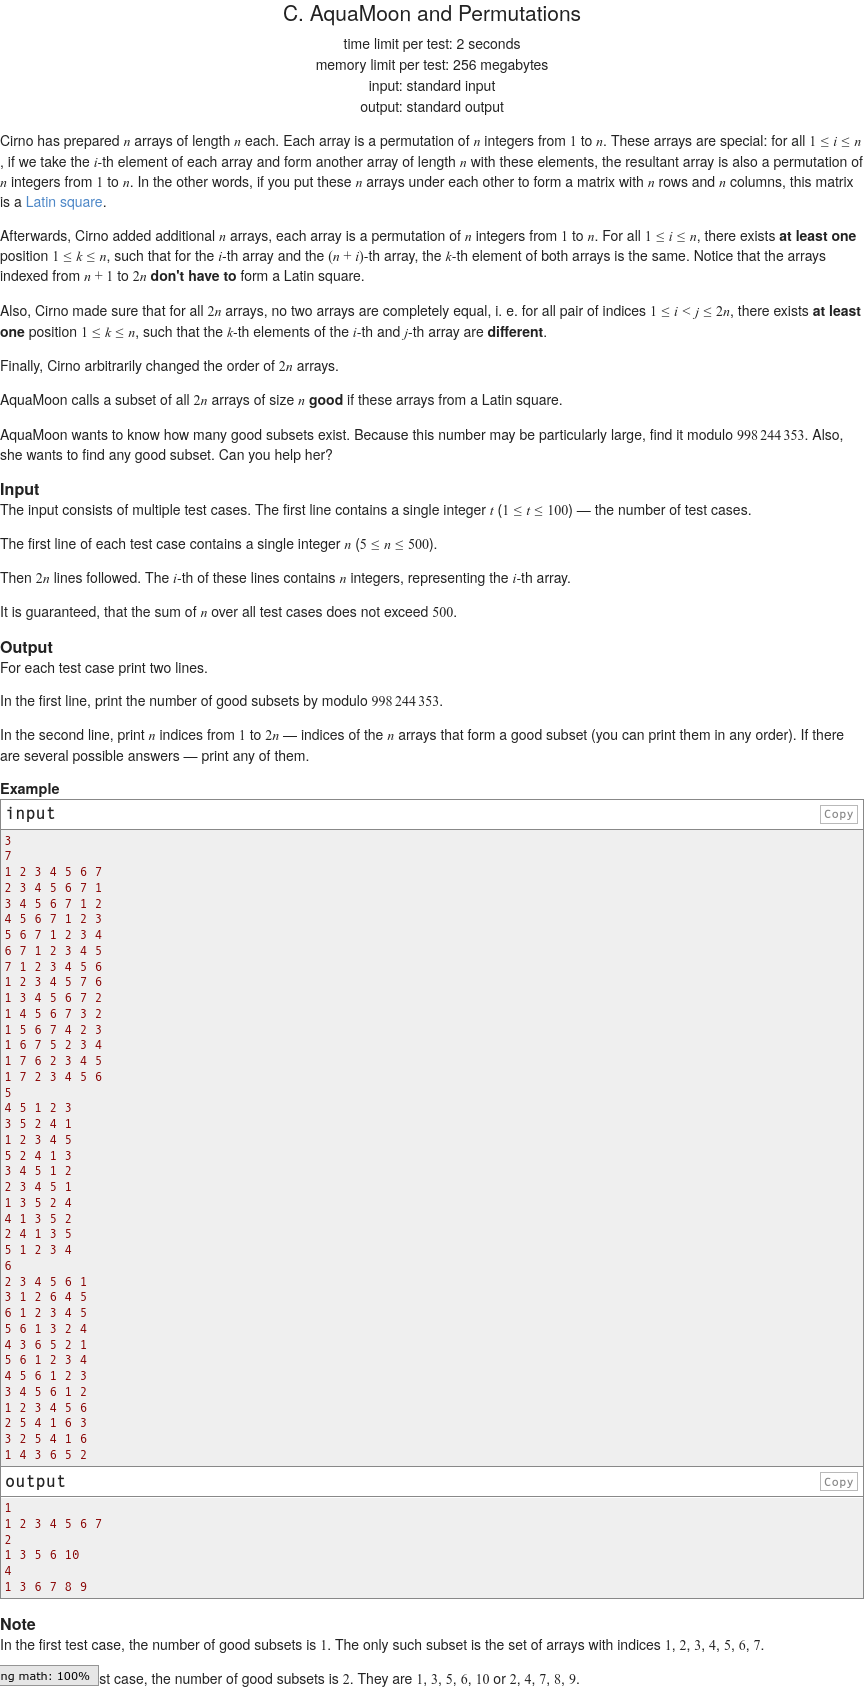 C. AquaMoon and Permutations
time limit per test: 2 seconds
memory limit per test: 256 megabytes
input: standard input
output: standard output
Cirno has prepared n arrays of length n each. Each array is a permutation of n integers from 1 to n. These arrays are special: for all 1 ≤ i ≤ n
, if we take the i-th element of each array and form another array of length n with these elements, the resultant array is also a permutation of
n integers from 1 to n. In the other words, if you put these n arrays under each other to form a matrix with n rows and n columns, this matrix
is a Latin square.
Afterwards, Cirno added additional n arrays, each array is a permutation of n integers from 1 to n. For all 1 ≤ i ≤ n, there exists at least one
position 1 ≤ k ≤ n, such that for the i-th array and the (n + i)-th array, the k-th element of both arrays is the same. Notice that the arrays
indexed from n + 1 to 2n don't have to form a Latin square.
Also, Cirno made sure that for all 2n arrays, no two arrays are completely equal, i. e. for all pair of indices 1 ≤ i < j ≤ 2n, there exists at least
one position 1 ≤ k ≤ n, such that the k-th elements of the i-th and j-th array are different.
Finally, Cirno arbitrarily changed the order of 2n arrays.
AquaMoon calls a subset of all 2n arrays of size n good if these arrays from a Latin square.
AquaMoon wants to know how many good subsets exist. Because this number may be particularly large, find it modulo 998 244 353. Also,
she wants to find any good subset. Can you help her?
Input
The input consists of multiple test cases. The first line contains a single integer t (1 ≤ t ≤ 100) — the number of test cases.
The first line of each test case contains a single integer n (5 ≤ n ≤ 500).
Then 2n lines followed. The i-th of these lines contains n integers, representing the i-th array.
It is guaranteed, that the sum of n over all test cases does not exceed 500.
Output
For each test case print two lines.
In the first line, print the number of good subsets by modulo 998 244 353.
In the second line, print n indices from 1 to 2n — indices of the n arrays that form a good subset (you can print them in any order). If there
are several possible answers — print any of them.
Example
input
Copy
3
7
1 2 3 4 5 6 7
2 3 4 5 6 7 1
3 4 5 6 7 1 2
4 5 6 7 1 2 3
5 6 7 1 2 3 4
6 7 1 2 3 4 5
7 1 2 3 4 5 6
1 2 3 4 5 7 6
1 3 4 5 6 7 2
1 4 5 6 7 3 2
1 5 6 7 4 2 3
1 6 7 5 2 3 4
1 7 6 2 3 4 5
1 7 2 3 4 5 6
5
4 5 1 2 3
3 5 2 4 1
1 2 3 4 5
5 2 4 1 3
3 4 5 1 2
2 3 4 5 1
1 3 5 2 4
4 1 3 5 2
2 4 1 3 5
5 1 2 3 4
6
2 3 4 5 6 1
3 1 2 6 4 5
6 1 2 3 4 5
5 6 1 3 2 4
4 3 6 5 2 1
5 6 1 2 3 4
4 5 6 1 2 3
3 4 5 6 1 2
1 2 3 4 5 6
2 5 4 1 6 3
3 2 5 4 1 6
1 4 3 6 5 2
output
Copy
1
1 2 3 4 5 6 7
2
1 3 5 6 10
4
1 3 6 7 8 9
Note
In the first test case, the number of good subsets is 1. The only such subset is the set of arrays with indices 1, 2, 3, 4, 5, 6, 7.
ng math: 100% st case, the number of good subsets is 2. They are 1, 3, 5, 6, 10 or 2, 4, 7, 8, 9.